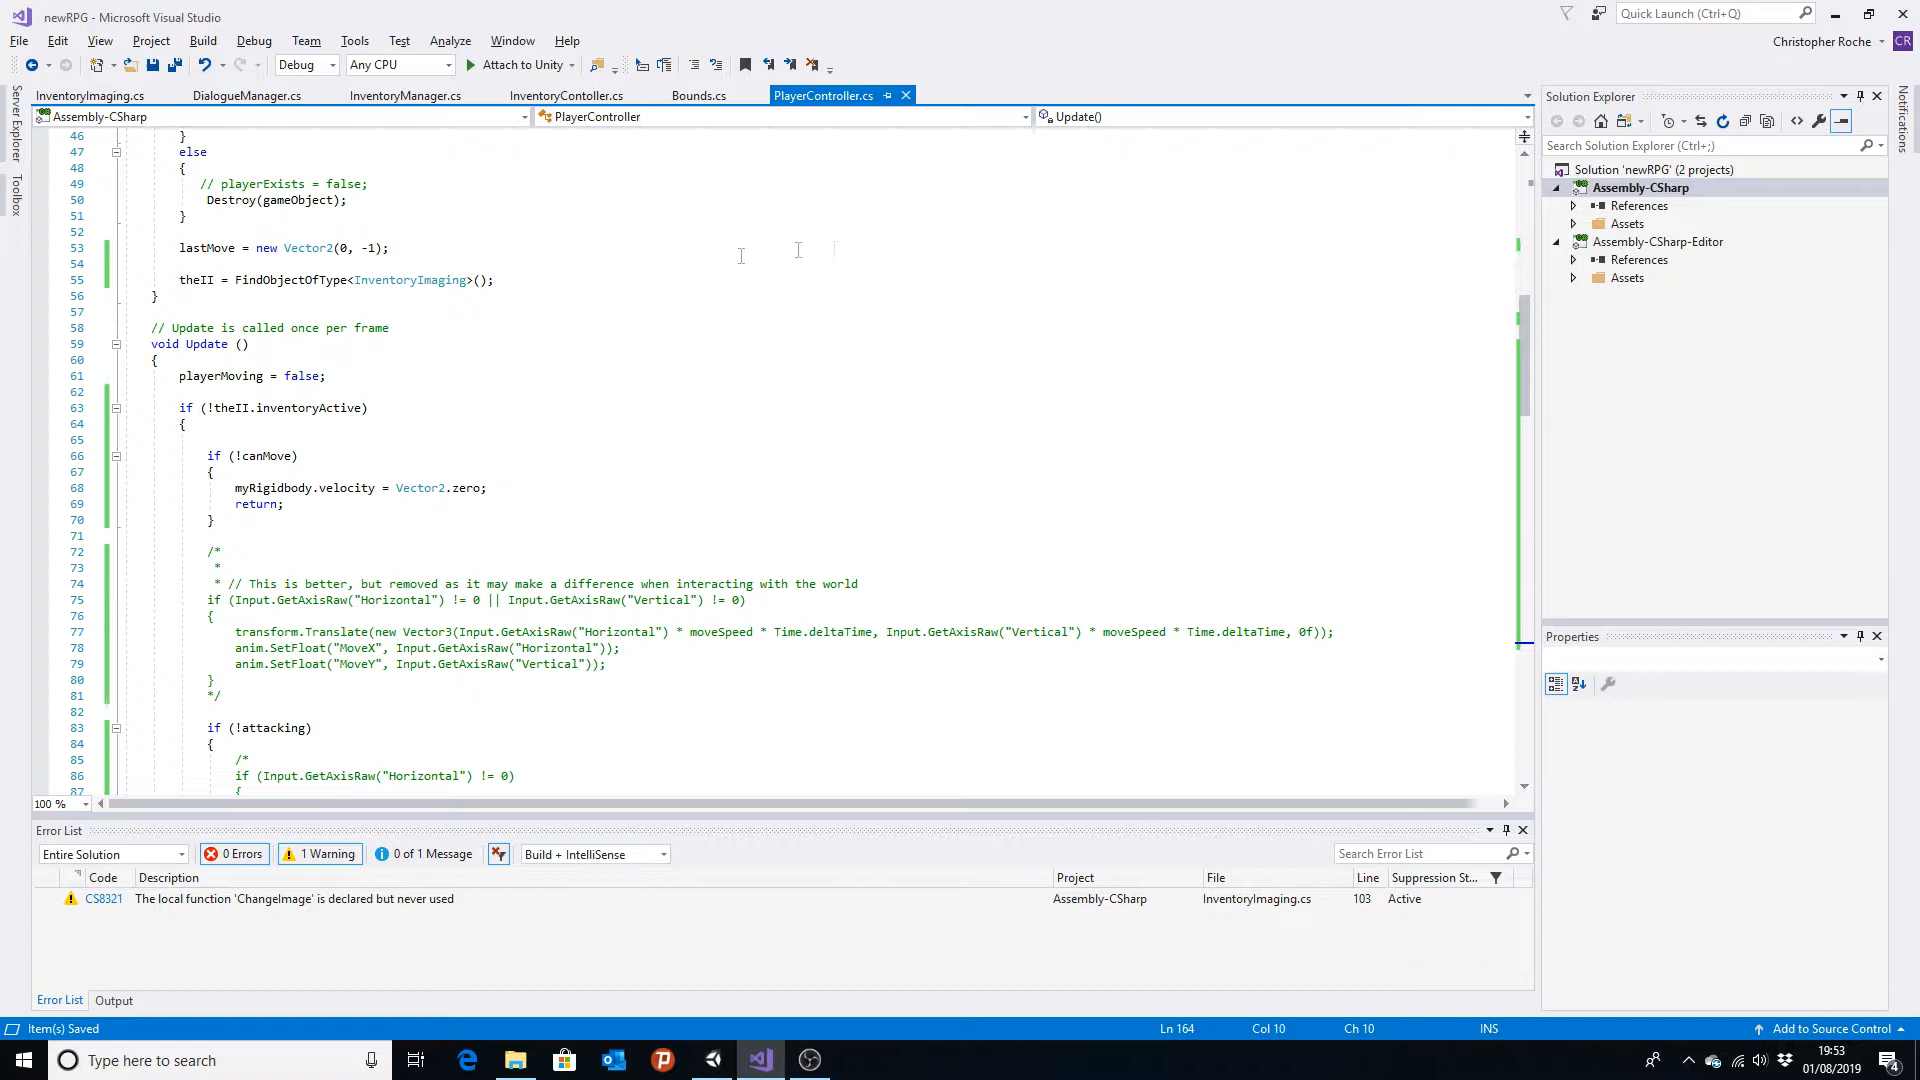 newRPG - Microsoft Visual Studio
Quick Launch (Ctrl+Q)
File Edit View Project Build Debug Team Tools Test Analyze Window Help
Christopher Roche CR
Debug Any CPU Attach to Unity
InventoryImaging.cs DialogueManager.cs InventoryManager.cs InventoryContoller.cs Bounds.cs PlayerController.cs
Assembly-CSharp PlayerController Update()
Server Explorer
Toolbox
46 }
47 else
48 {
49 // playerExists = false;
50 Destroy(gameObject);
51 }
52
53 lastMove = new Vector2(0, -1);
54
55 theII = FindObjectOfType<InventoryImaging>();
56 }
57
58 // Update is called once per frame
59 void Update ()
60 {
61 playerMoving = false;
62
63 if (!theII.inventoryActive)
64 {
65
66 if (!canMove)
67 {
68 myRigidbody.velocity = Vector2.zero;
69 return;
70 }
71
72 /*
73 *
74 * // This is better, but removed as it may make a difference when interacting with the world
75 if (Input.GetAxisRaw("Horizontal") != 0 || Input.GetAxisRaw("Vertical") != 0)
76 {
77 transform.Translate(new Vector3(Input.GetAxisRaw("Horizontal") * moveSpeed * Time.deltaTime, Input.GetAxisRaw("Vertical") * moveSpeed * Time.deltaTime, 0f));
78 anim.SetFloat("MoveX", Input.GetAxisRaw("Horizontal"));
79 anim.SetFloat("MoveY", Input.GetAxisRaw("Vertical"));
80 }
81 */
82
83 if (!attacking)
84 {
85 /*
86 if (Input.GetAxisRaw("Horizontal") != 0)
87 {
100 %
Solution Explorer
Search Solution Explorer (Ctrl+;)
Solution 'newRPG' (2 projects)
Assembly-CSharp
References
Assets
Assembly-CSharp-Editor
References
Assets
Notifications
Properties
Error List
Entire Solution 0 Errors 1 Warning 0 of 1 Message Build + IntelliSense Search Error List
Code Description Project File Line Suppression St...
CS8321 The local function 'ChangeImage' is declared but never used Assembly-CSharp InventoryImaging.cs 103 Active
Error List Output
Item(s) Saved Ln 164 Col 10 Ch 10 INS Add to Source Control
Type here to search
19:53
01/08/2019
4